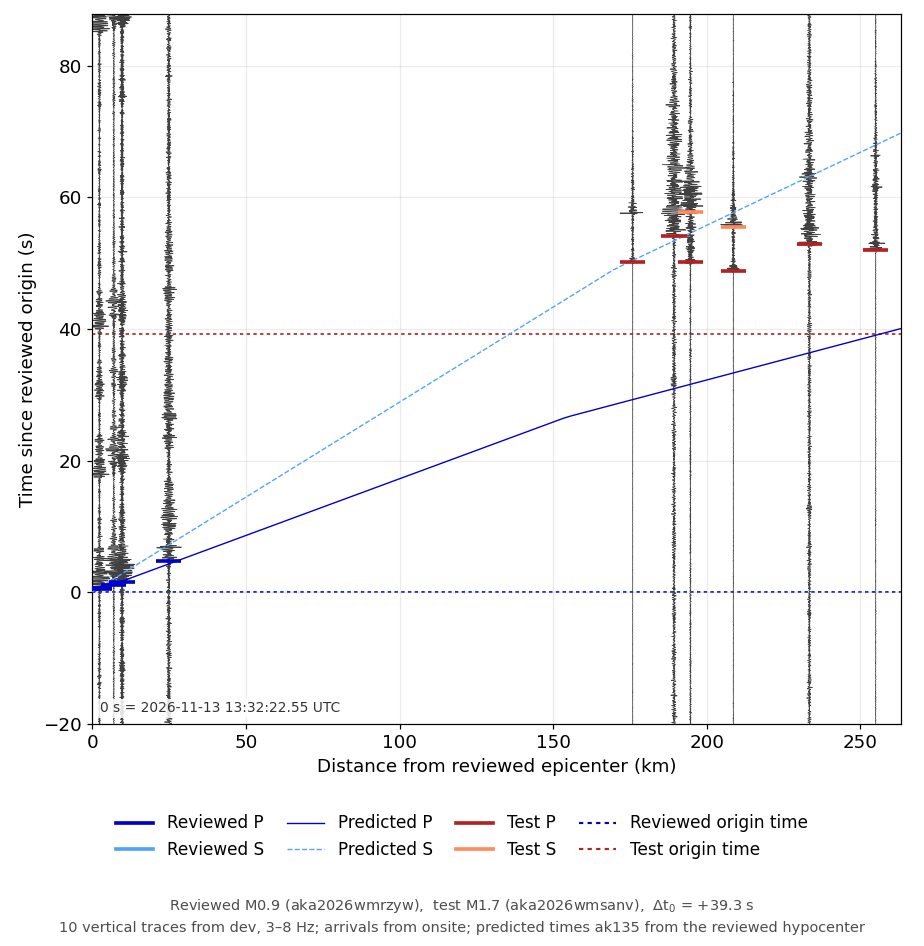 80
60
40
20
0
−20
Time since reviewed origin (s)
0 s = 2026-11-13 13:32:22.55 UTC
0 50 100 150 200 250
Distance from reviewed epicenter (km)
Reviewed P Predicted P Test P Reviewed origin time
Reviewed S Predicted S Test S Test origin time
Reviewed M0.9 (aka2026wmrzyw), test M1.7 (aka2026wmsanv), Δt₀ = +39.3 s
10 vertical traces from dev, 3–8 Hz; arrivals from onsite; predicted times ak135 from the reviewed hypocenter